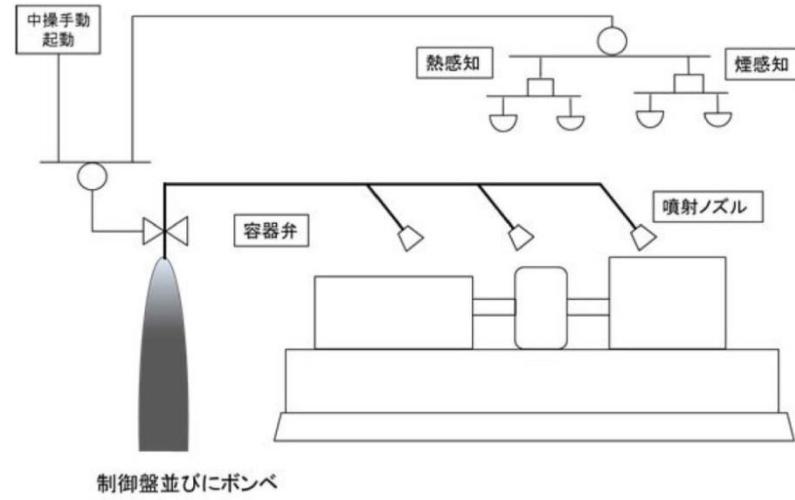 中操手動
起動
熱感知
煙感知
容器弁
噴射ノズル
制御盤並びにボンベ